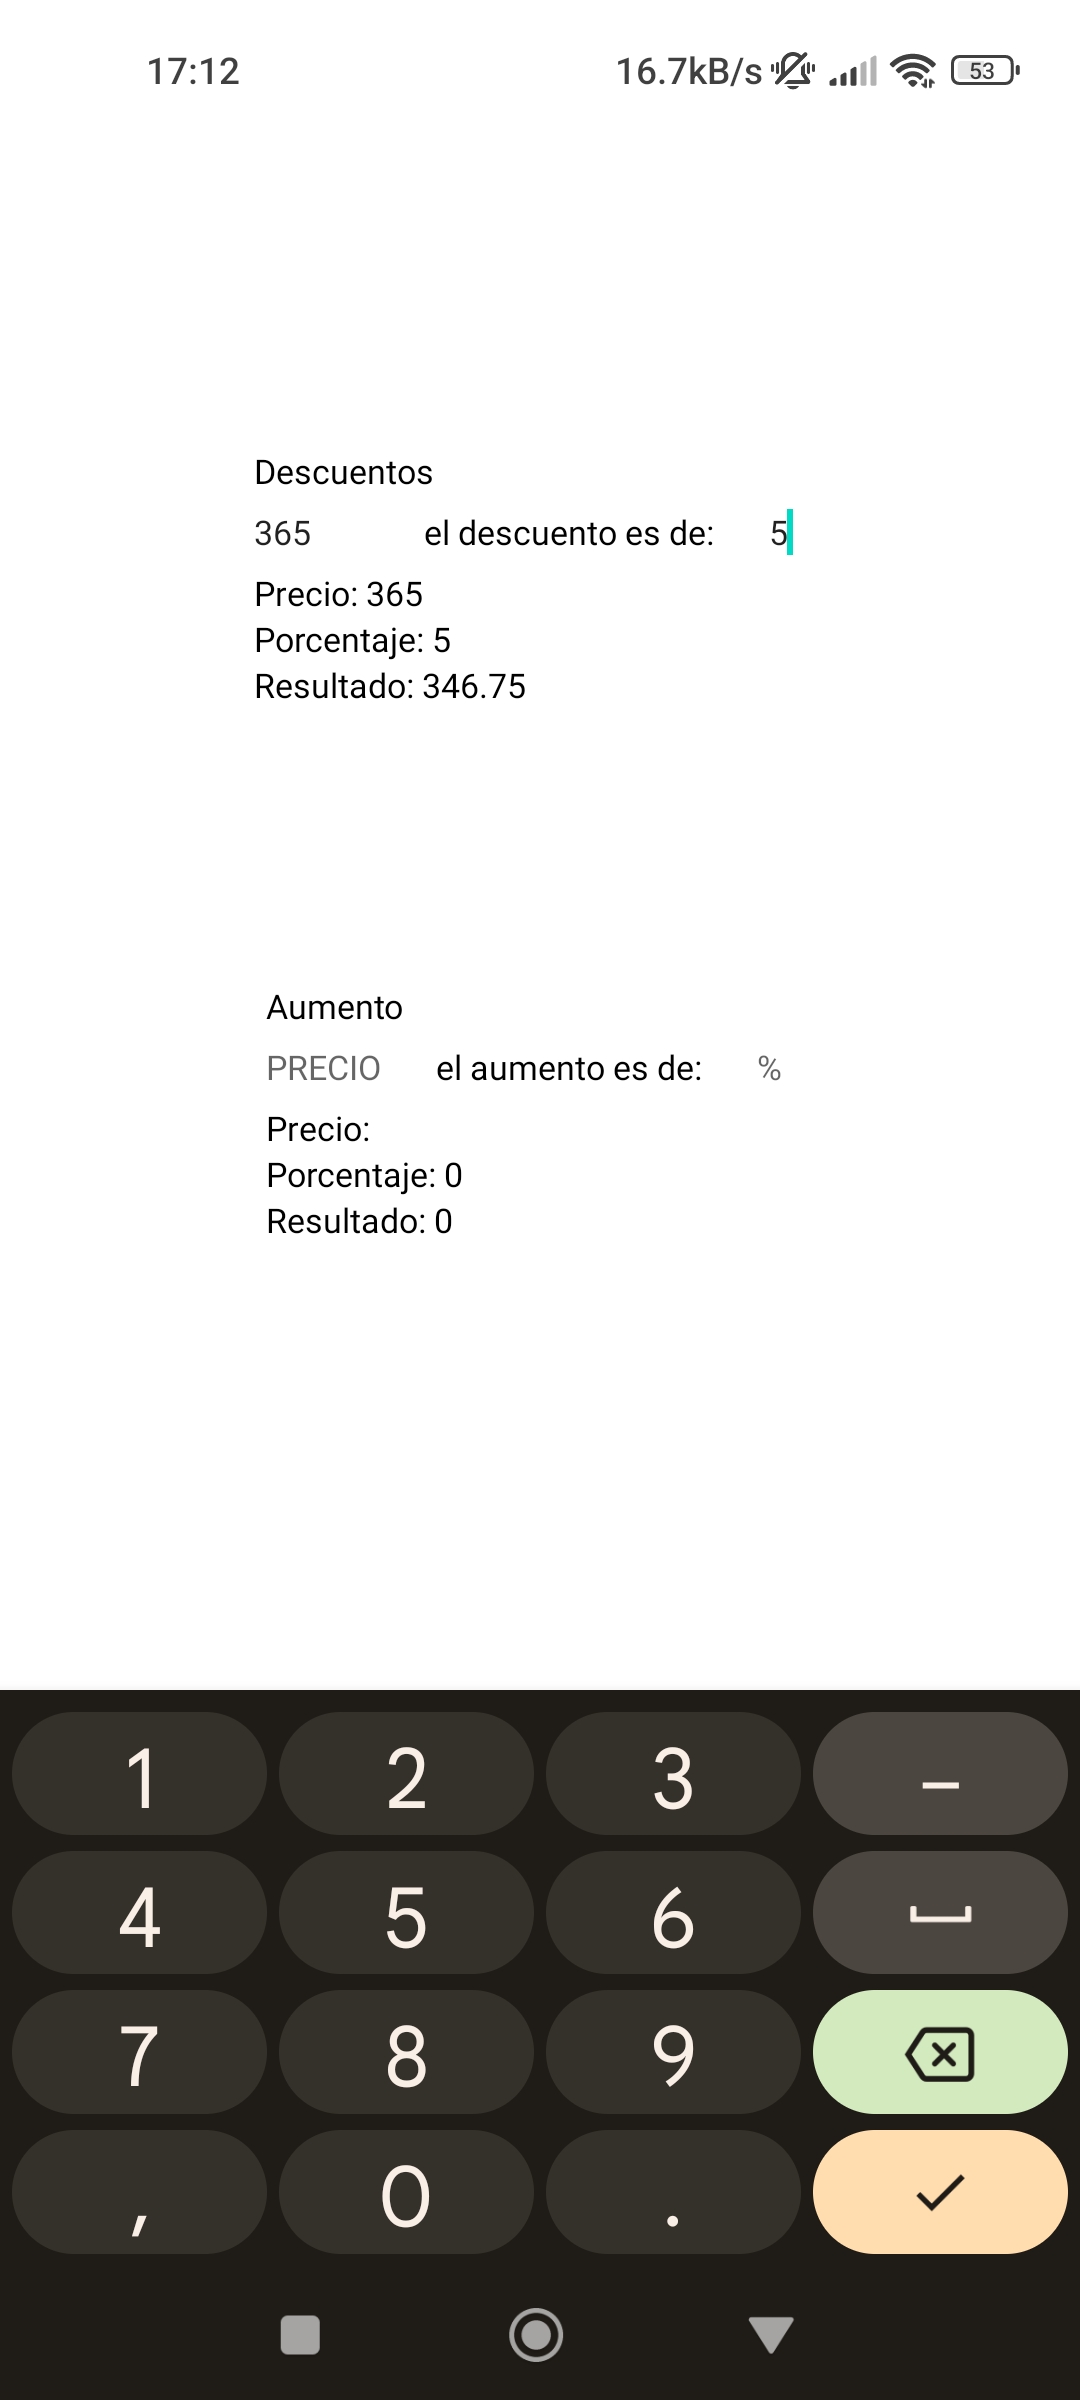 17:12 16.7kB/s 53
Descuentos
365 el descuento es de: 5
Precio: 365
Porcentaje: 5
Resultado: 346.75
Aumento
PRECIO el aumento es de: %
Precio:
Porcentaje: 0
Resultado: 0
1 2 3 –
4 5 6
7 8 9
, 0 .